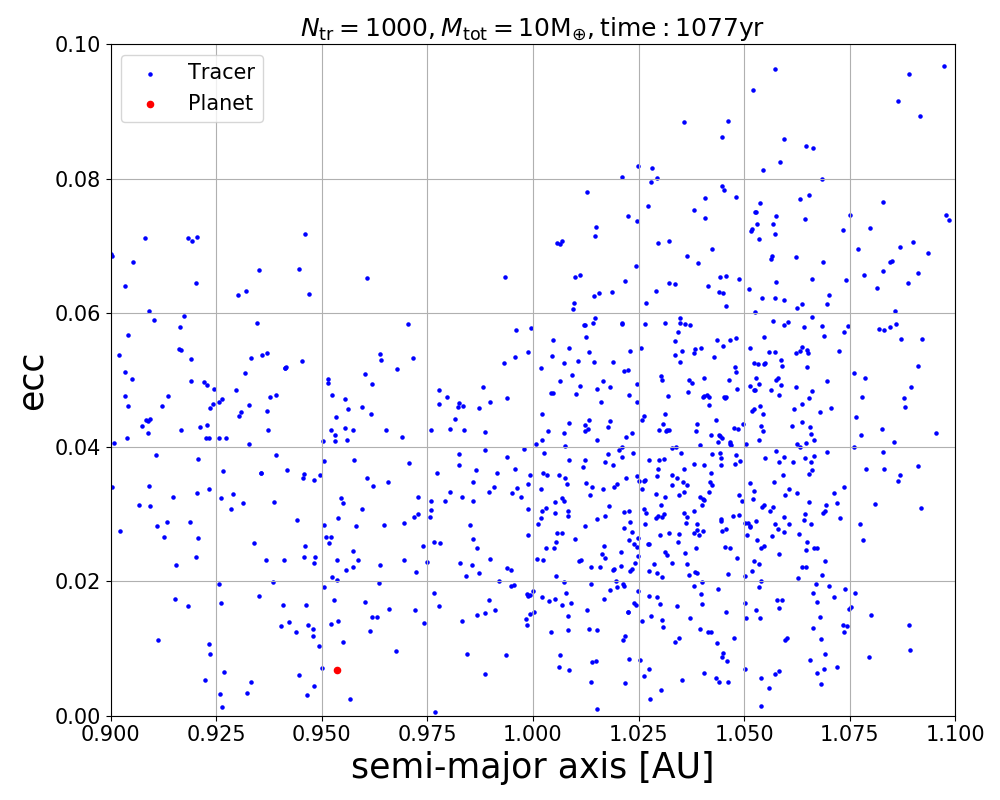 N_tr = 1000, M_tot = 10M_⊕, time : 1077yr
Tracer
Planet
ecc
0.10
0.08
0.06
0.04
0.02
0.00
0.900 0.925 0.950 0.975 1.000 1.025 1.050 1.075 1.100
semi-major axis [AU]